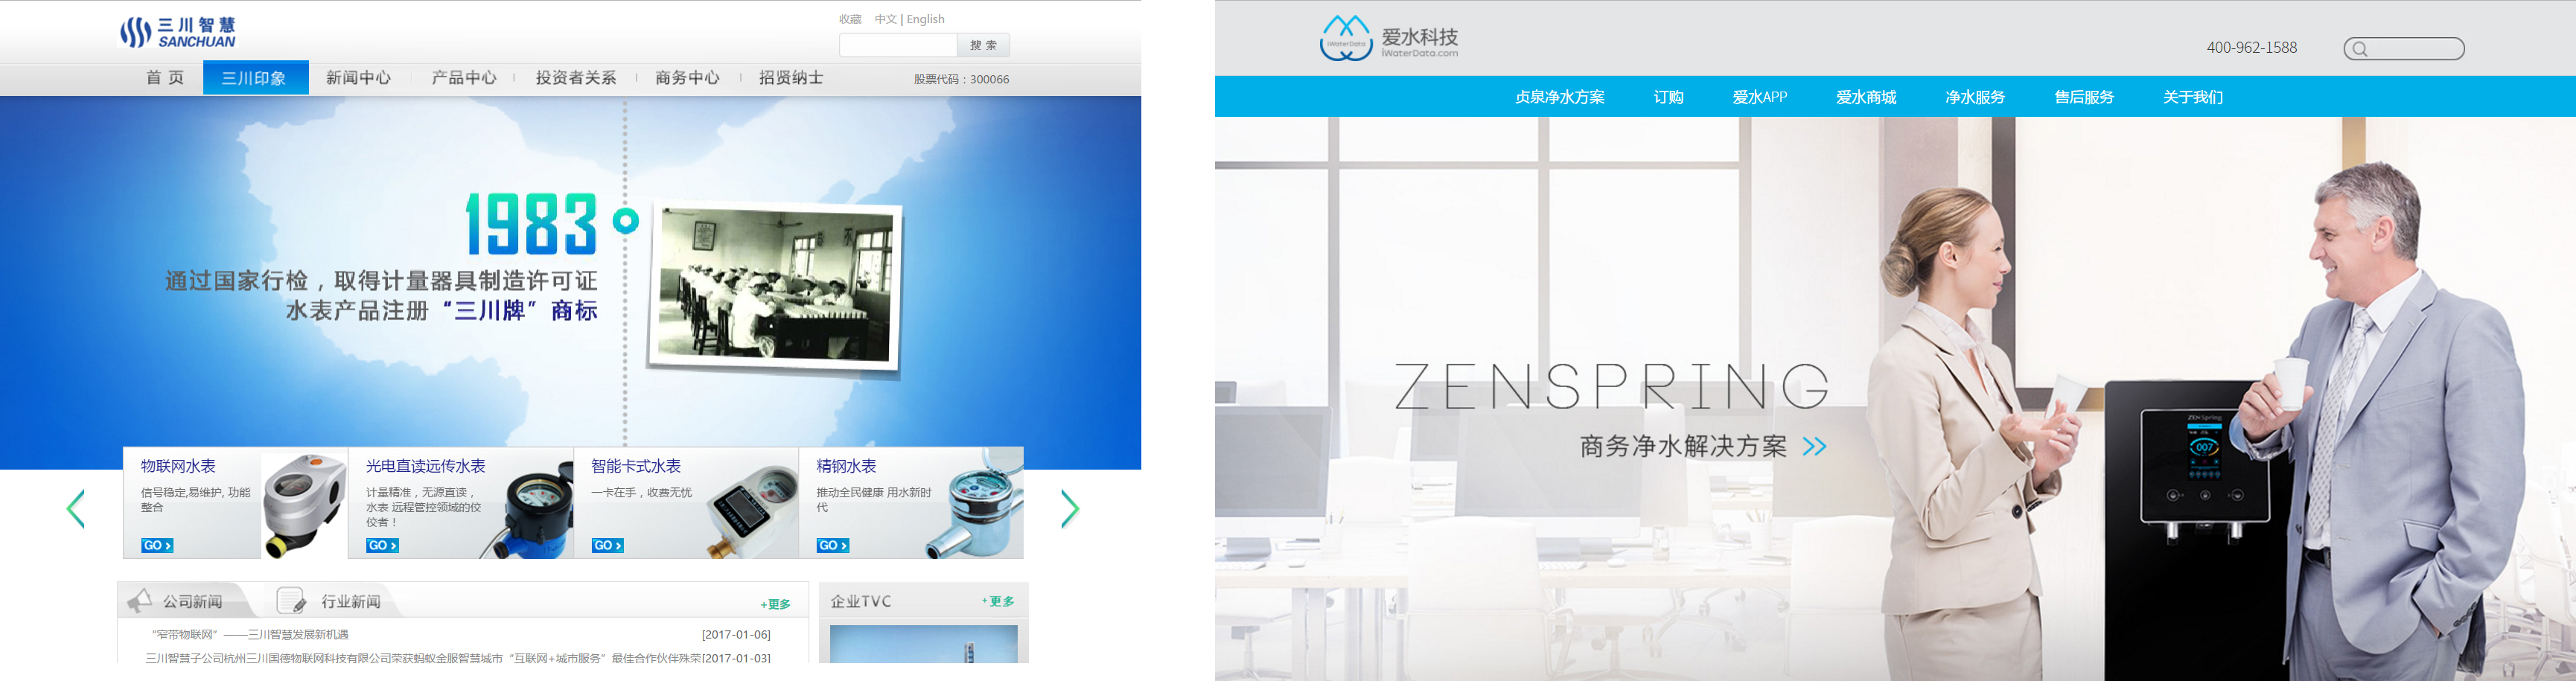 三川智慧
SANCHUAN
收藏 中文 | English
搜 索
首 页 三川印象 新闻中心 产品中心 投资者关系 商务中心 招贤纳士 股票代码：300066
1983
通过国家行检，取得计量器具制造许可证
水表产品注册“三川牌”商标
物联网水表
信号稳定,易维护, 功能
整合
GO
光电直读远传水表
计量精准，无源直读，
水表 远程管控领域的佼
佼者！
GO
智能卡式水表
一卡在手，收费无忧
GO
精钢水表
推动全民健康 用水新时
代
GO
公司新闻 行业新闻 +更多
“窄带物联网”——三川智慧发展新机遇 [2017-01-06]
三川智慧子公司杭州三川国德物联网科技有限公司荣获蚂蚁金服智慧城市“互联网+城市服务”最佳合作伙伴殊荣[2017-01-03]
企业TVC +更多
iWaterData
爱水科技
iWaterData.com
400-962-1588
贞泉净水方案 订购 爱水APP 爱水商城 净水服务 售后服务 关于我们
ZENSPRING
商务净水解决方案
ZENSpring
007